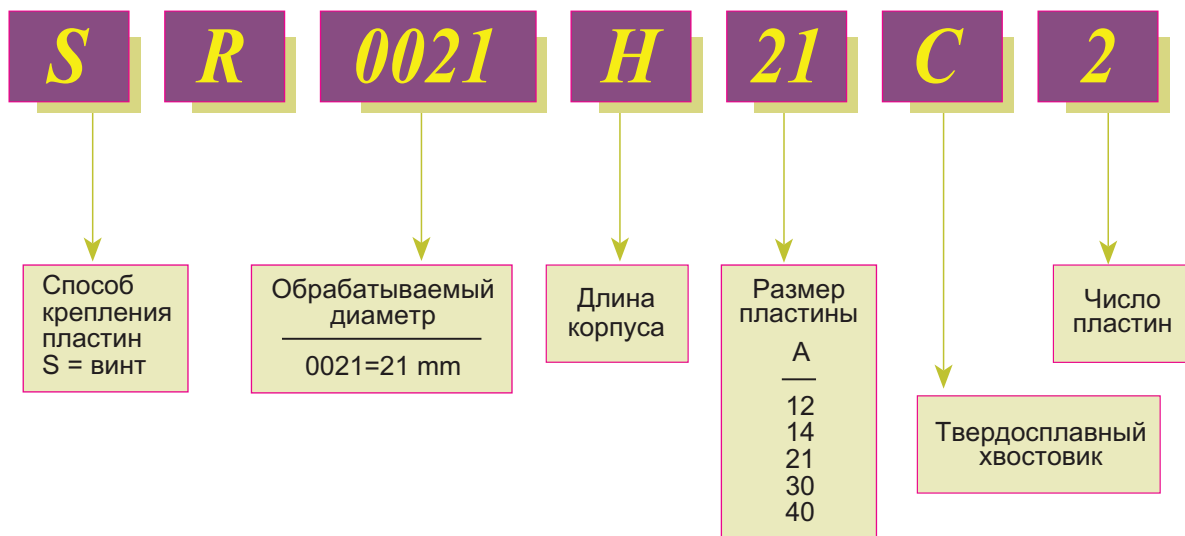 S R 0021 H 21 C 2
Способ
крепления
пластин
S = винт
Обрабатываемый
диаметр
0021=21 mm
Длина
корпуса
Размер
пластины
A
12
14
21
30
40
Твердосплавный
хвостовик
Число
пластин